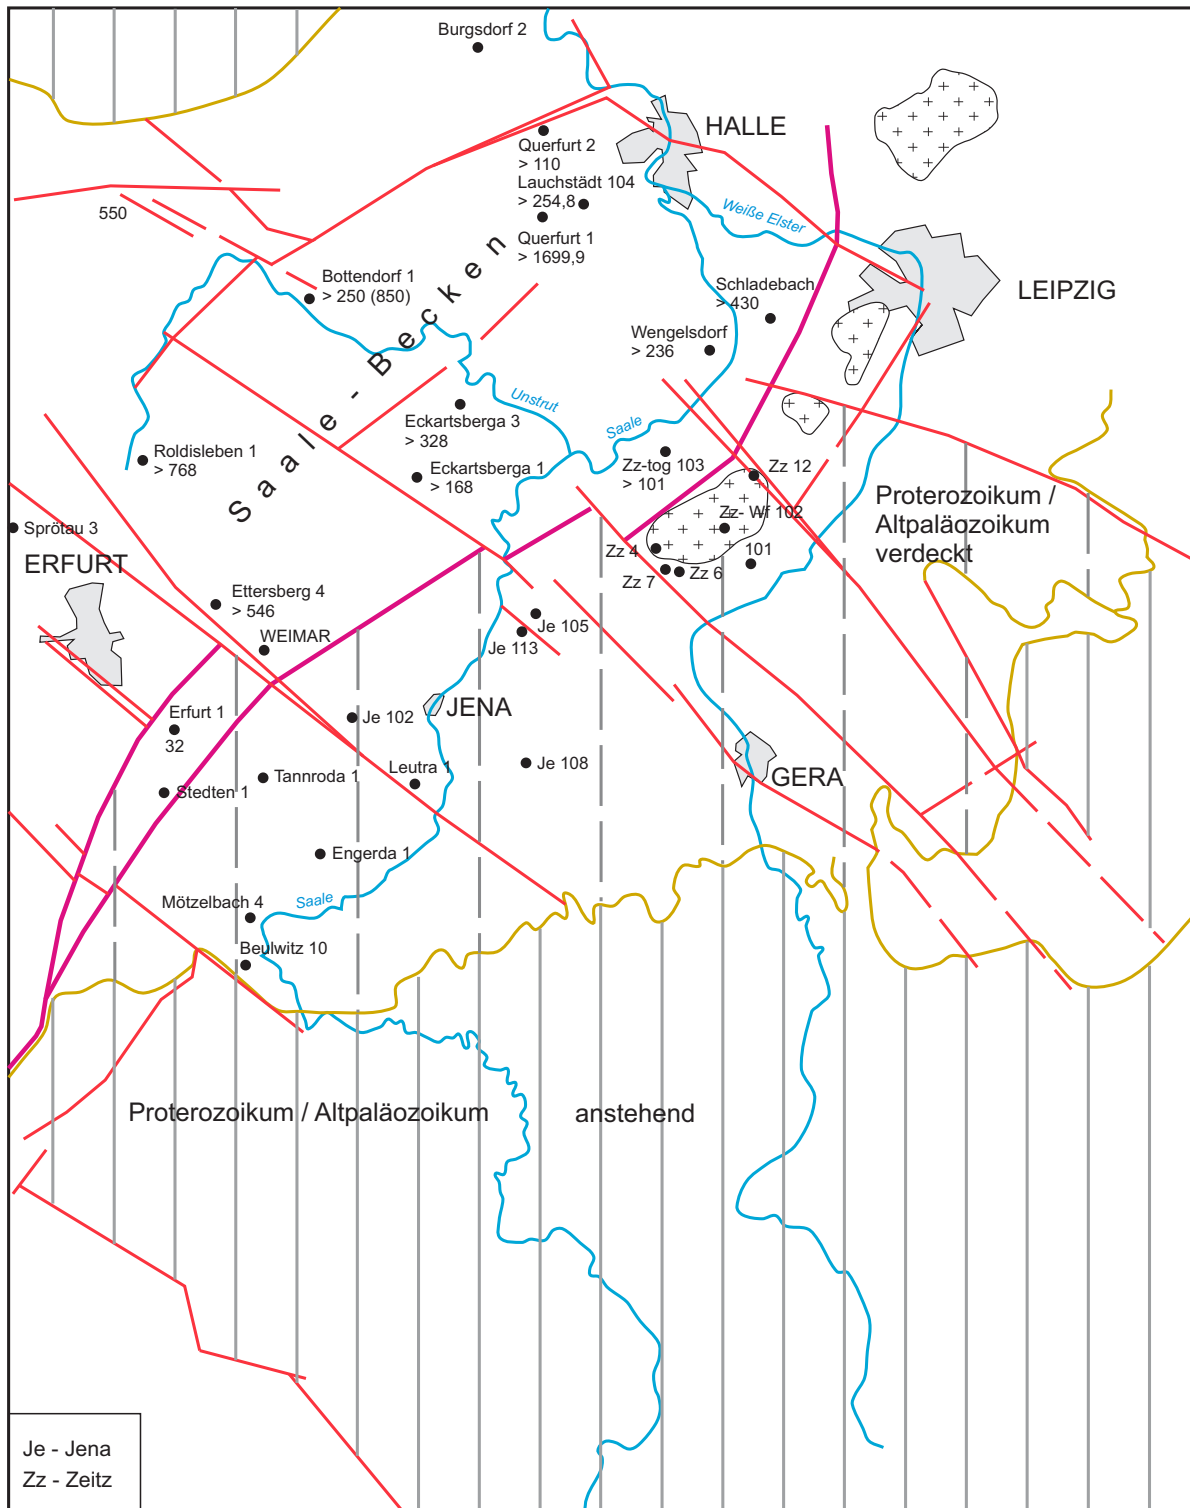 Burgsdorf 2
HALLE
Querfurt 2
> 110
Lauchstädt 104
> 254,8
550
Weiße Elster
Querfurt 1
> 1699,9
Bottendorf 1
> 250 (850)
Schladebach
> 430
LEIPZIG
Wengelsdorf
> 236
Saale-Becken
Unstrut
Eckartsberga 3
> 328
Saale
Roldisleben 1
> 768
Eckartsberga 1
> 168
Zz-tog 103
> 101
Zz 12
Proterozoikum /
Altpaläozoikum
verdeckt
Zz- Wf 102
Sprötau 3
ERFURT
Zz 4
101
Zz 7
Zz 6
Ettersberg 4
> 546
WEIMAR
Je 105
Je 113
Erfurt 1
32
Je 102
JENA
Leutra 1
Je 108
GERA
Tannroda 1
Stedten 1
Engerda 1
Mötzelbach 4
Saale
Beulwitz 10
Proterozoikum / Altpaläozoikum anstehend
Je - Jena
Zz - Zeitz